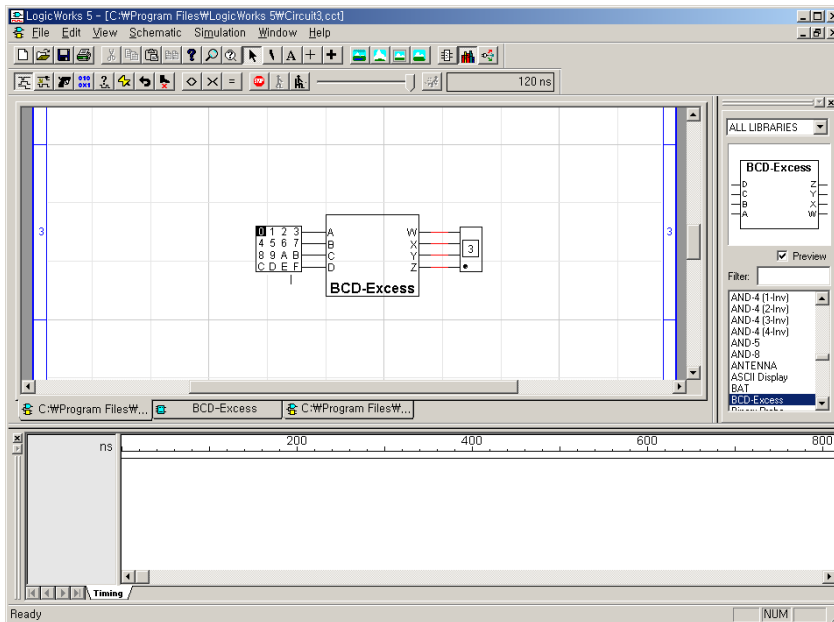 LogicWorks 5 - [C:₩Program Files₩LogicWorks 5₩Circuit3.cct]
File Edit View Schematic Simulation Window Help
120 ns
ALL LIBRARIES
BCD-Excess
D Z
C Y
B X
A W
Preview
Filter:
AND-4 (1-Inv)
AND-4 (2-Inv)
AND-4 (3-Inv)
AND-4 (4-Inv)
AND-5
AND-8
ANTENNA
ASCII Display
BAT
BCD-Excess
3
3
0 1 2 3
4 5 6 7
8 9 A B
C D E F
A W
B X
C Y
D Z
BCD-Excess
3
C:₩Program Files₩...
BCD-Excess
C:₩Program Files₩...
ns 200 400 600 800
Timing
Ready
NUM